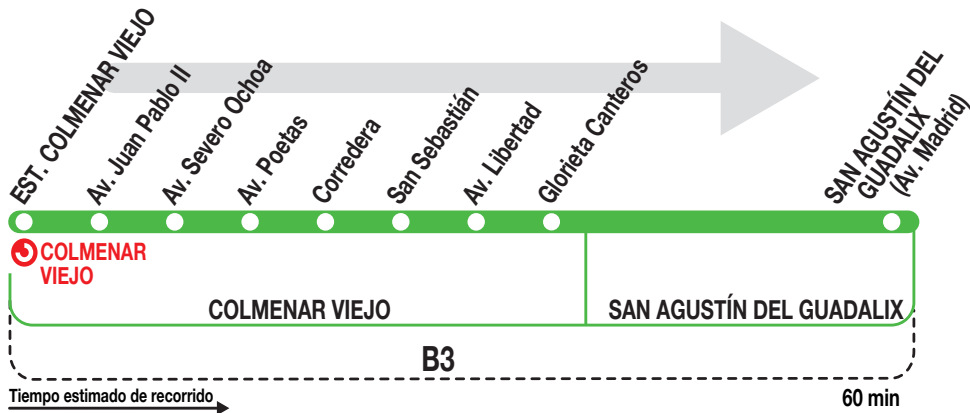 EST. COLMENAR VIEJO
Av. Juan Pablo II
Av. Severo Ochoa
Av. Poetas
Corredera
San Sebastián
Av. Libertad
Glorieta Canteros
SAN AGUSTÍN DEL
GUADALIX
(Av. Madrid)
COLMENAR
VIEJO
COLMENAR VIEJO
SAN AGUSTÍN DEL GUADALIX
B3
Tiempo estimado de recorrido
60 min